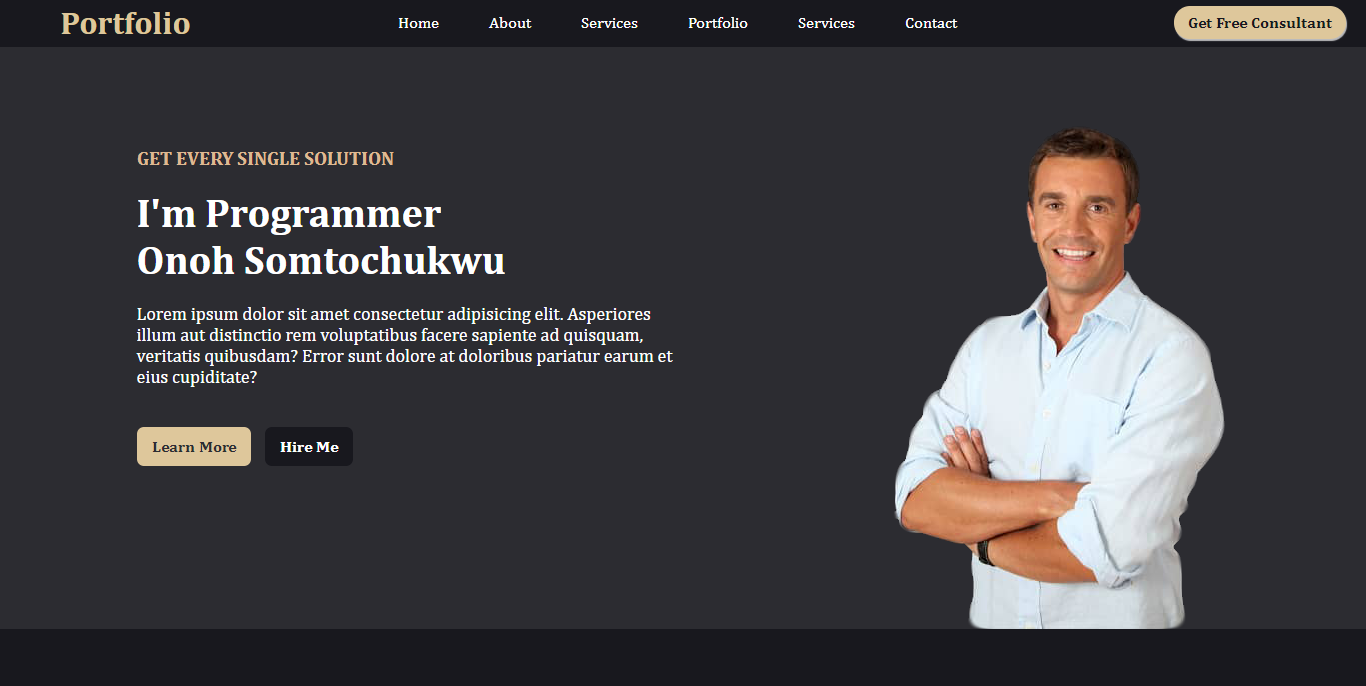 Portfolio
Home About Services Portfolio Services Contact
Get Free Consultant
GET EVERY SINGLE SOLUTION
I'm Programmer
Onoh Somtochukwu
Lorem ipsum dolor sit amet consectetur adipisicing elit. Asperiores
illum aut distinctio rem voluptatibus facere sapiente ad quisquam,
veritatis quibusdam? Error sunt dolore at doloribus pariatur earum et
eius cupiditate?
Learn More Hire Me